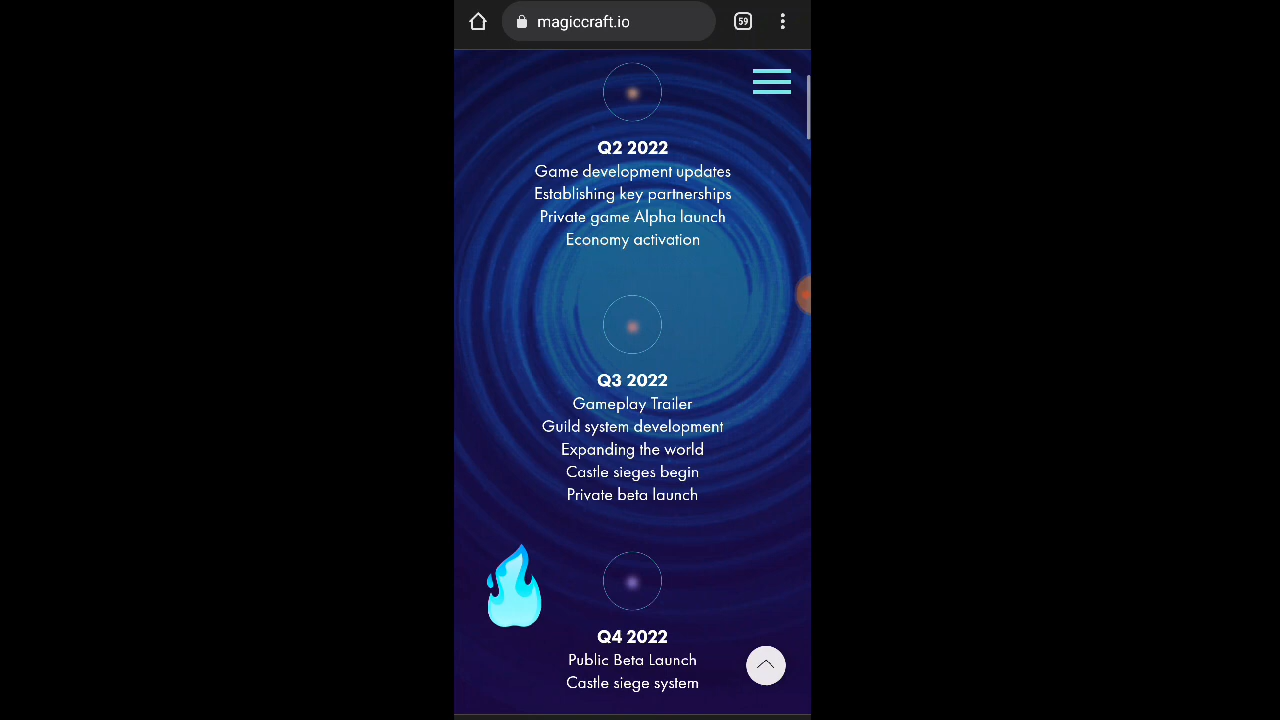 magiccraft.io
59
Q2 2022
Game development updates
Establishing key partnerships
Private game Alpha launch
Economy activation
Q3 2022
Gameplay Trailer
Guild system development
Expanding the world
Castle sieges begin
Private beta launch
Q4 2022
Public Beta Launch
Castle siege system